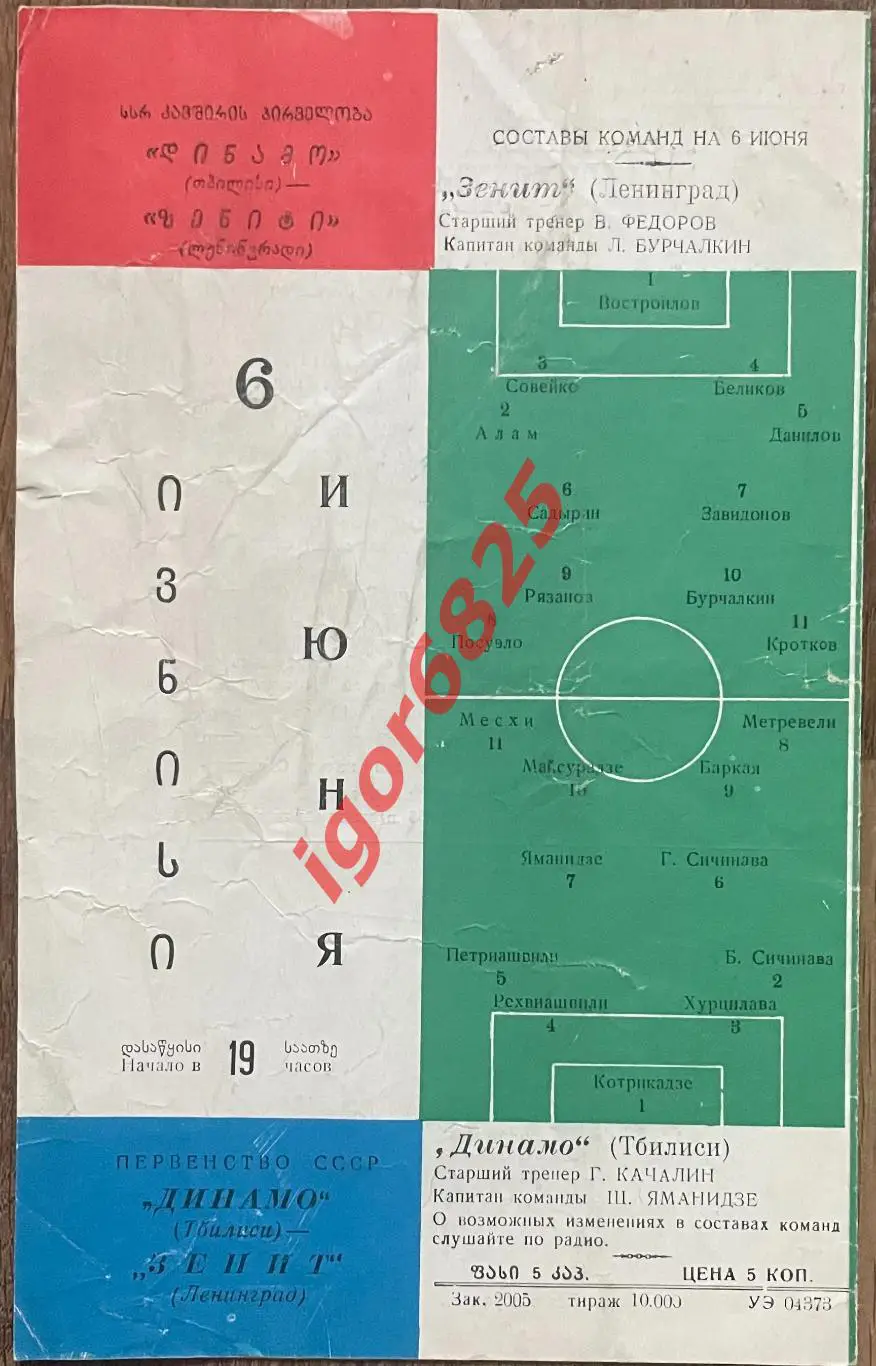 სსრ კავშირის პირველობა
«დინამო»
(თბილისი) —
«ზენიტი»
(ლენინგრადი)
6
ი
ვ
ნ
ი
ს
ი
И
Ю
Н
Я
დასაწყისი 19 საათზე
Начало в часов
ПЕРВЕНСТВО СССР
„ДИНАМО“
(Тбилиси)—
„ЗЕНИТ“
(Ленинград)
СОСТАВЫ КОМАНД НА 6 ИЮНЯ
„Зенит“ (Ленинград)
Старший тренер В. ФЕДОРОВ
Капитан команды Л. БУРЧАЛКИН
1
Востроилов
3 4
Совейко Беликов
2 5
Алам Данилов
6 7
Садырин Завидонов
9 10
Рязанов Бурчалкин
8 11
Посуэло Кротков
Месхи Метревели
11 8
Майсурадзе Баркая
10 9
Яманидзе Г. Сичинава
7 6
Петриашвили Б. Сичинава
5 2
Рехвиашвили Хурцилава
4 3
Котрикадзе
1
„Динамо“ (Тбилиси)
Старший тренер Г. КАЧАЛИН
Капитан команды Ш. ЯМАНИДЗЕ
О возможных изменениях в составах команд
слушайте по радио.
ფასი 5 კაპ. ЦЕНА 5 КОП.
Зак. 2005 тираж 10.000 УЭ 04373
igor6825